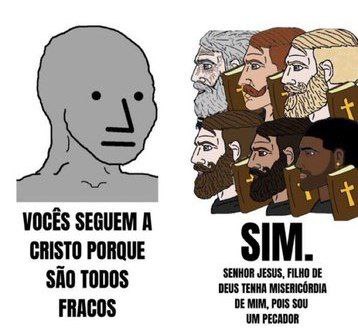 VOCÊS SEGUEM A
CRISTO PORQUE
SÃO TODOS
FRACOS
SIM.
SENHOR JESUS, FILHO DE
DEUS TENHA MISERICÓRDIA
DE MIM, POIS SOU
UM PECADOR